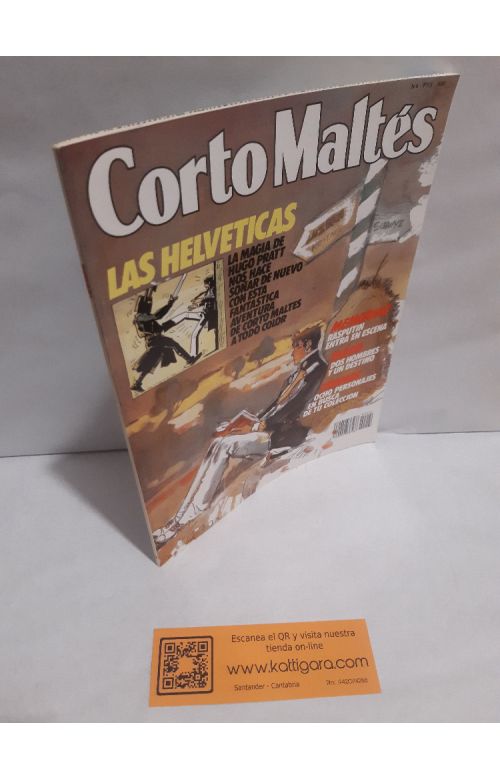 Corto Maltés
LAS HELVETICAS
LA MAGIA DE
HUGO PRATT
NOS HACE
SOÑAR DE NUEVO
CON ESTA
FANTASTICA
AVENTURA
DE CORTO MALTES
A TODO COLOR
RASPUTIN
ENTRA EN ESCENA
DOS HOMBRES
Y UN DESTINO
OCHO PERSONAJES
EN BUSCA
DE TU COLECCION
Escanea el QR y visita nuestra
tienda on-line
www.kattigara.com
Santander - Cantabria